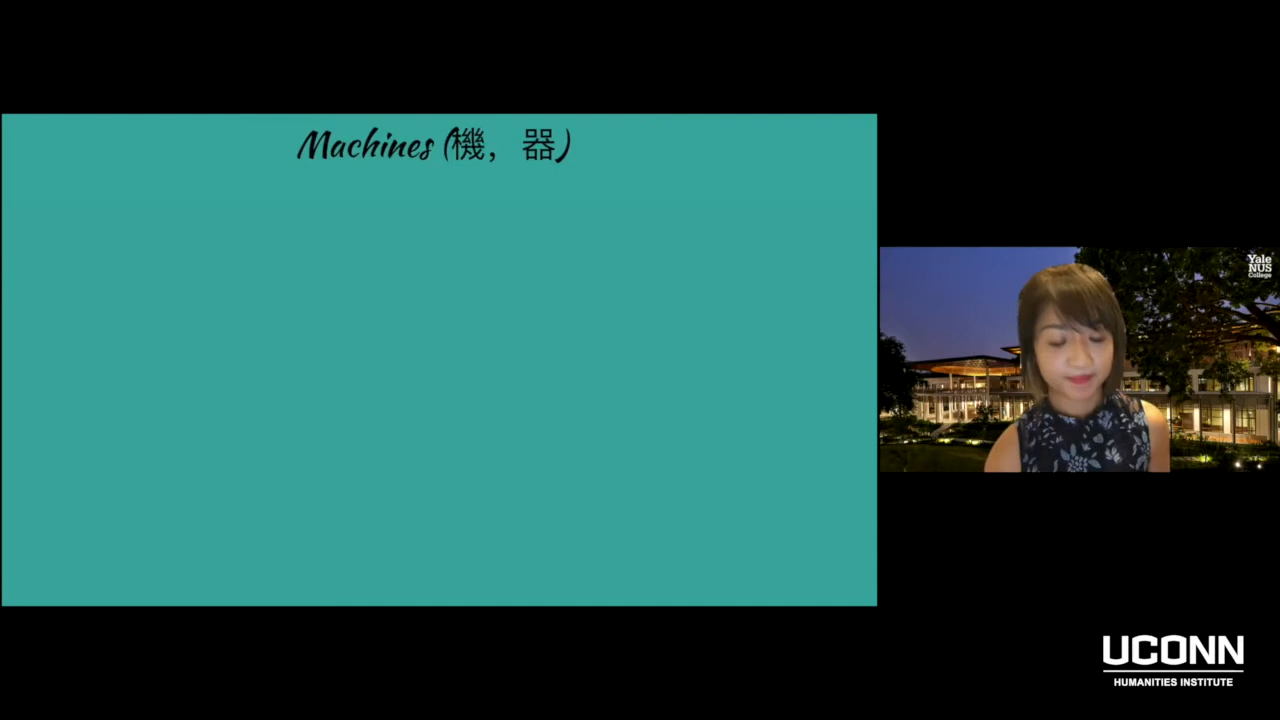 Machines (機，器)
Yale
NUS
College
UCONN
HUMANITIES INSTITUTE